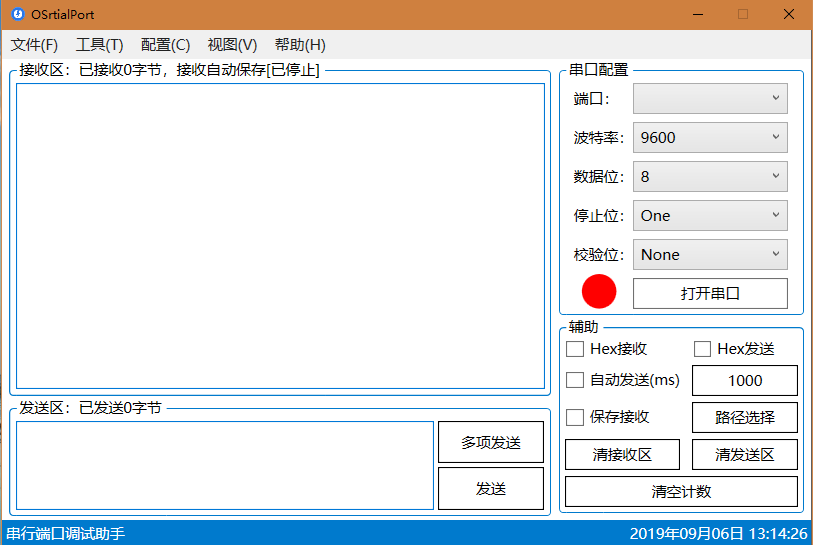 OSrtialPort
文件(F) 工具(T) 配置(C) 视图(V) 帮助(H)
接收区：已接收0字节，接收自动保存[已停止]
发送区：已发送0字节
多项发送
发送
串口配置
端口：
波特率： 9600
数据位： 8
停止位： One
校验位： None
打开串口
辅助
Hex接收 Hex发送
自动发送(ms) 1000
保存接收 路径选择
清接收区 清发送区
清空计数
串行端口调试助手 2019年09月06日 13:14:26